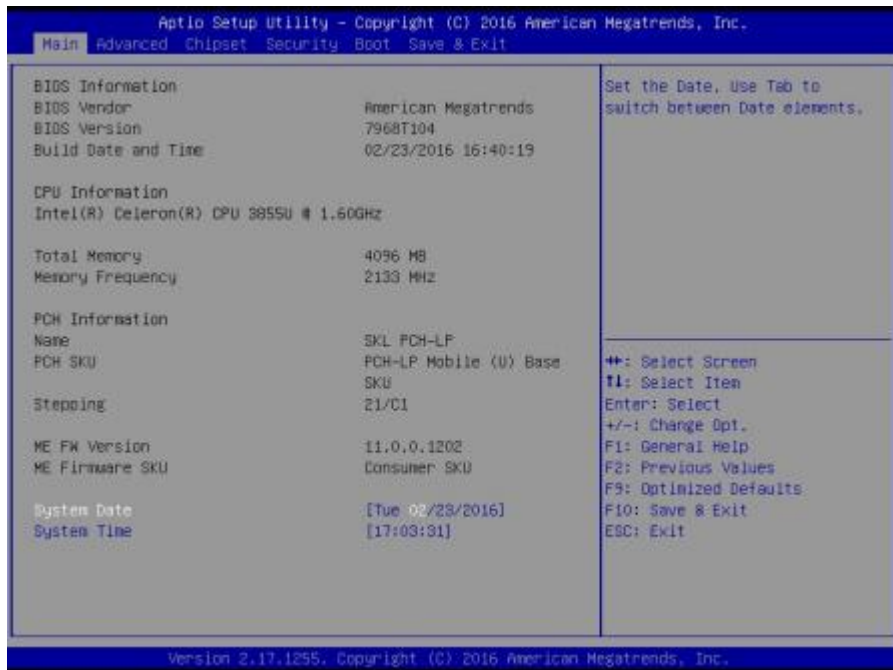 Aptio Setup Utility - Copyright (C) 2016 American Megatrends, Inc.
Main Advanced Chipset Security Boot Save & Exit
BIOS Information
BIOS Vendor American Megatrends
BIOS Version 7968T104
Build Date and Time 02/23/2016 16:40:19
CPU Information
Intel(R) Celeron(R) CPU 3855U @ 1.60GHz
Total Memory 4096 MB
Memory Frequency 2133 MHz
PCH Information
Name SKL PCH-LP
PCH SKU PCH-LP Mobile (U) Base
SKU
Stepping 21/C1
ME FW Version 11.0.0.1202
ME Firmware SKU Consumer SKU
System Date [Tue 02/23/2016]
System Time [17:03:31]
Set the Date. Use Tab to
switch between Date elements.
→←: Select Screen
↑↓: Select Item
Enter: Select
+/-: Change Opt.
F1: General Help
F2: Previous Values
F9: Optimized Defaults
F10: Save & Exit
ESC: Exit
Version 2.17.1255. Copyright (C) 2016 American Megatrends, Inc.